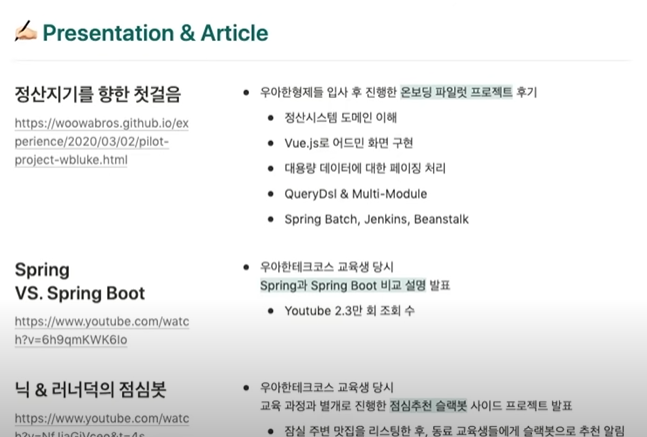 Presentation & Article
정산지기를 향한 첫걸음
https://woowabros.github.io/ex
perience/2020/03/02/pilot-
project-wbluke.html
우아한형제들 입사 후 진행한 온보딩 파일럿 프로젝트 후기
정산시스템 도메인 이해
Vue.js로 어드민 화면 구현
대용량 데이터에 대한 페이징 처리
QueryDsl & Multi-Module
Spring Batch, Jenkins, Beanstalk
Spring
VS. Spring Boot
https://www.youtube.com/watc
h?v=6h9qmKWK6Io
우아한테크코스 교육생 당시
Spring과 Spring Boot 비교 설명 발표
Youtube 2.3만 회 조회 수
닉 & 러너덕의 점심봇
https://www.youtube.com/watc
우아한테크코스 교육생 당시
교육 과정과 별개로 진행한 점심추천 슬랙봇 사이드 프로젝트 발표
잠실 주변 맛집을 리스팅한 후, 동료 교육생들에게 슬랙봇으로 추천 알림